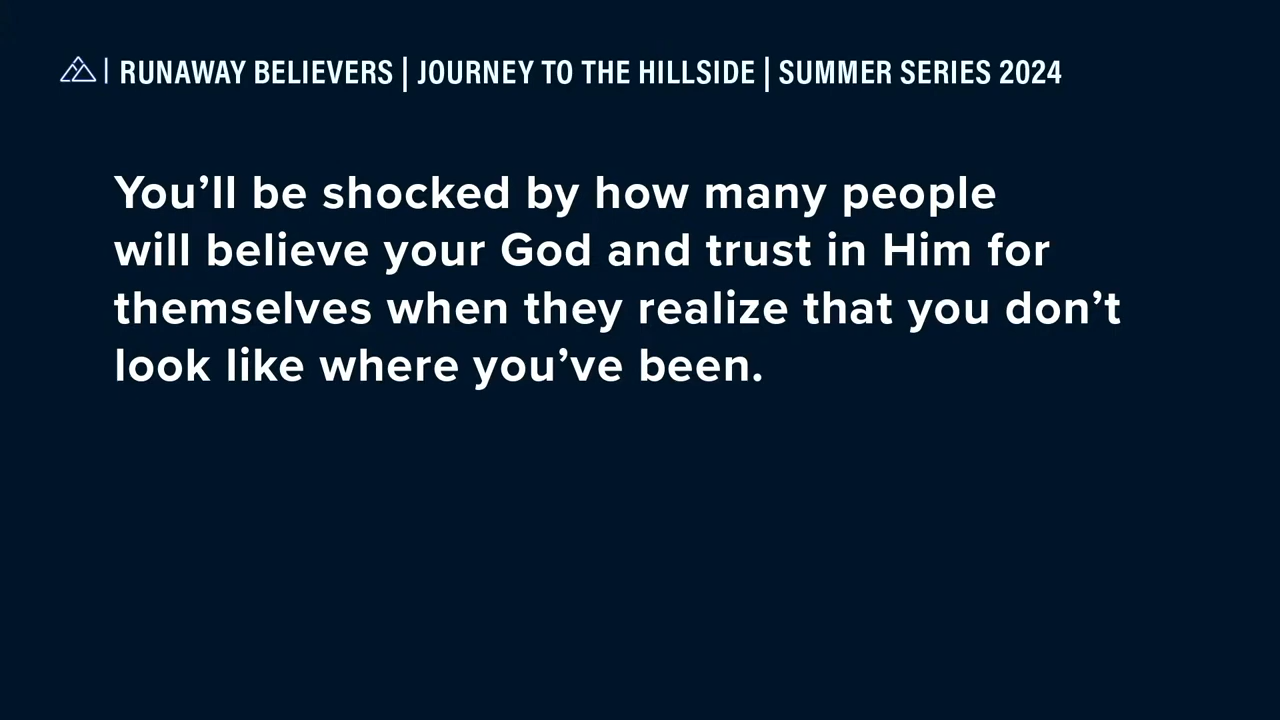 | RUNAWAY BELIEVERS | JOURNEY TO THE HILLSIDE | SUMMER SERIES 2024
You’ll be shocked by how many people
will believe your God and trust in Him for
themselves when they realize that you don’t
look like where you’ve been.